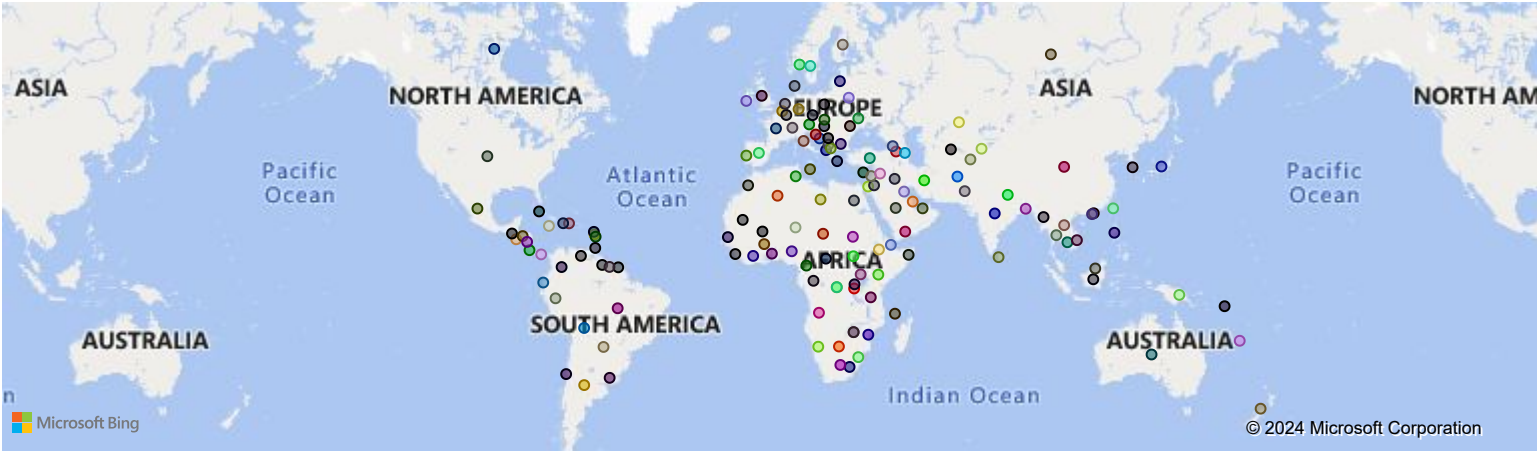 ASIA
NORTH AMERICA
EUROPE
ASIA
NORTH AM
Pacific
Ocean
Atlantic
Ocean
Pacific
Ocean
AFRICA
SOUTH AMERICA
AUSTRALIA
AUSTRALIA
n
Indian Ocean
Microsoft Bing
© 2024 Microsoft Corporation